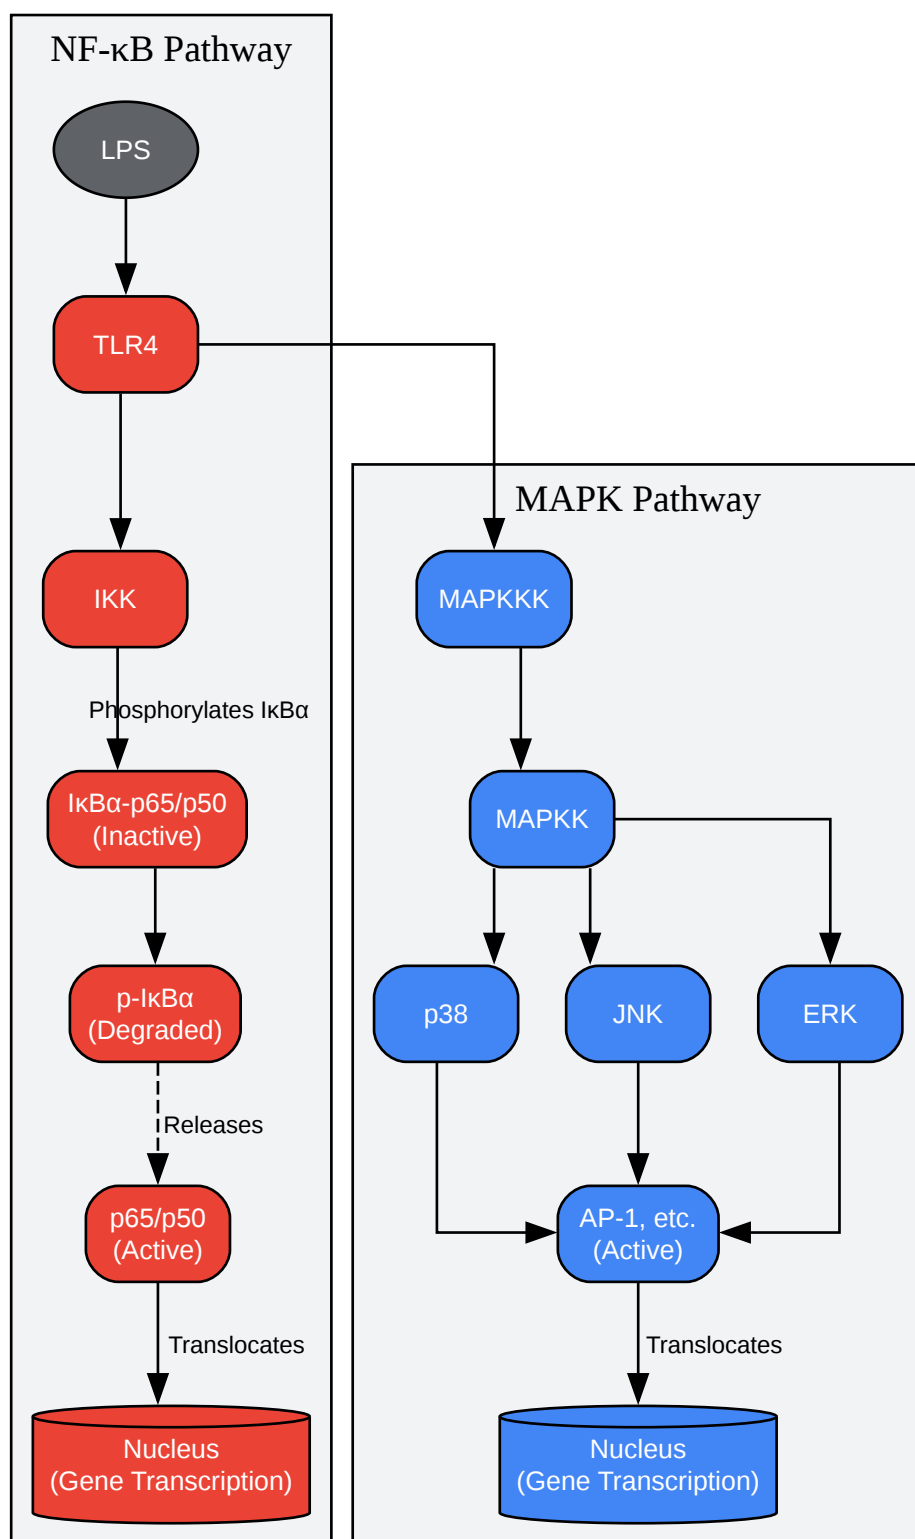 NF-κB Pathway
LPS
TLR4
IKK
Phosphorylates IκBα
IκBα-p65/p50
(Inactive)
p-IκBα
(Degraded)
Releases
p65/p50
(Active)
Translocates
Nucleus
(Gene Transcription)
MAPK Pathway
MAPKKK
MAPKK
p38
JNK
ERK
AP-1, etc.
(Active)
Translocates
Nucleus
(Gene Transcription)